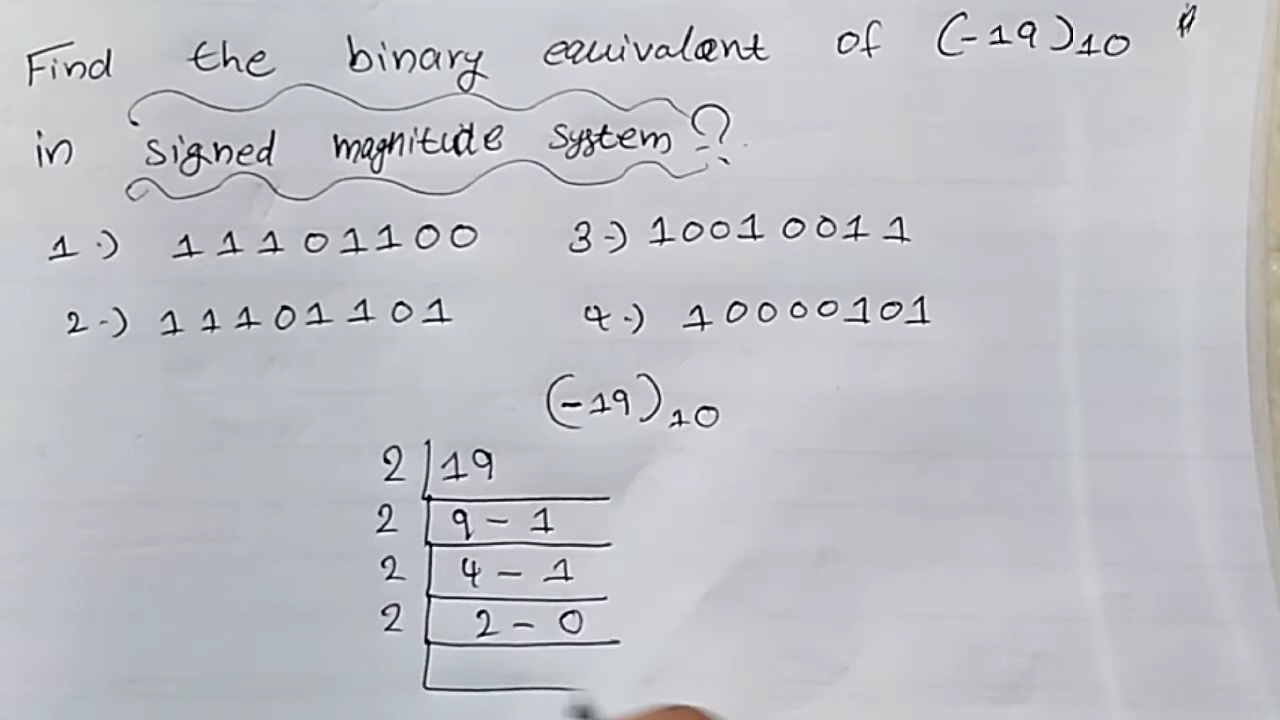 Find the binary equivalent of (-19)10
in signed magnitude system ?
1.) 11101100 3.) 10010011
2.) 11101101 4.) 10000101
(-19)10
2 19
2 9 - 1
2 4 - 1
2 2 - 0